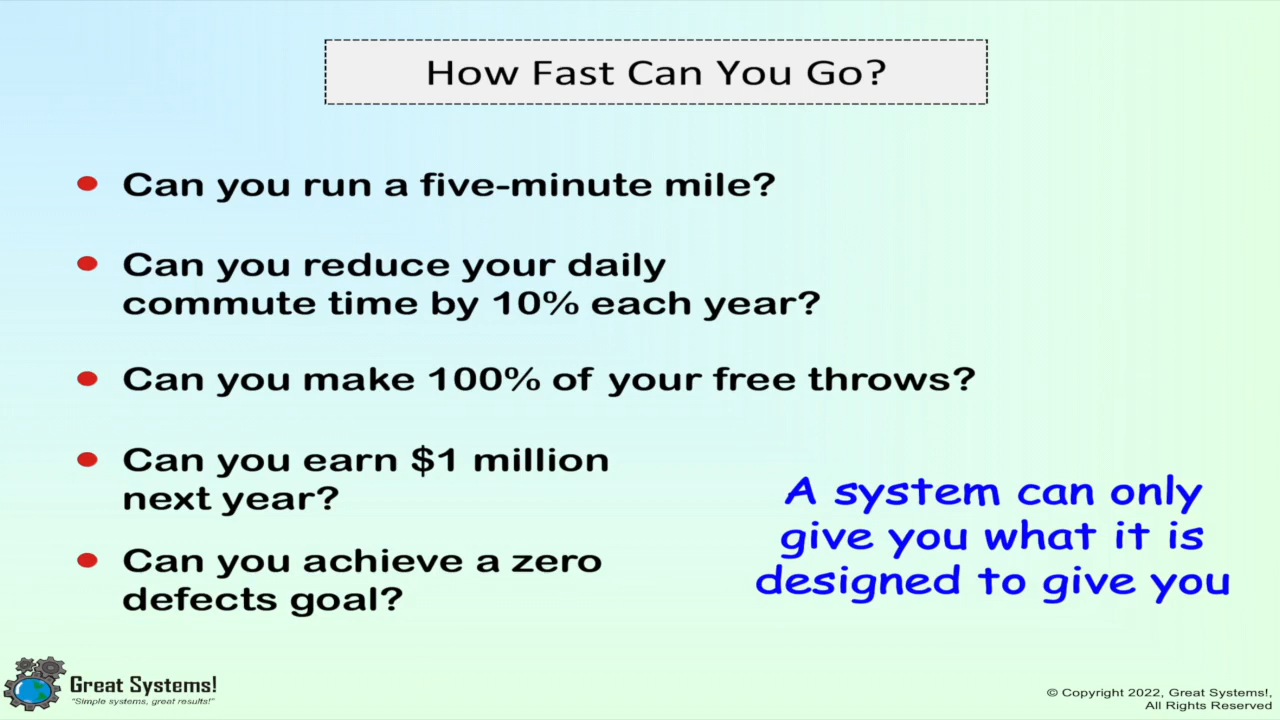 How Fast Can You Go?
Can you run a five-minute mile?
Can you reduce your daily
commute time by 10% each year?
Can you make 100% of your free throws?
Can you earn $1 million
next year?
Can you achieve a zero
defects goal?
A system can only
give you what it is
designed to give you
Great Systems!
"Simple systems, great results!"
© Copyright 2022, Great Systems!,
All Rights Reserved